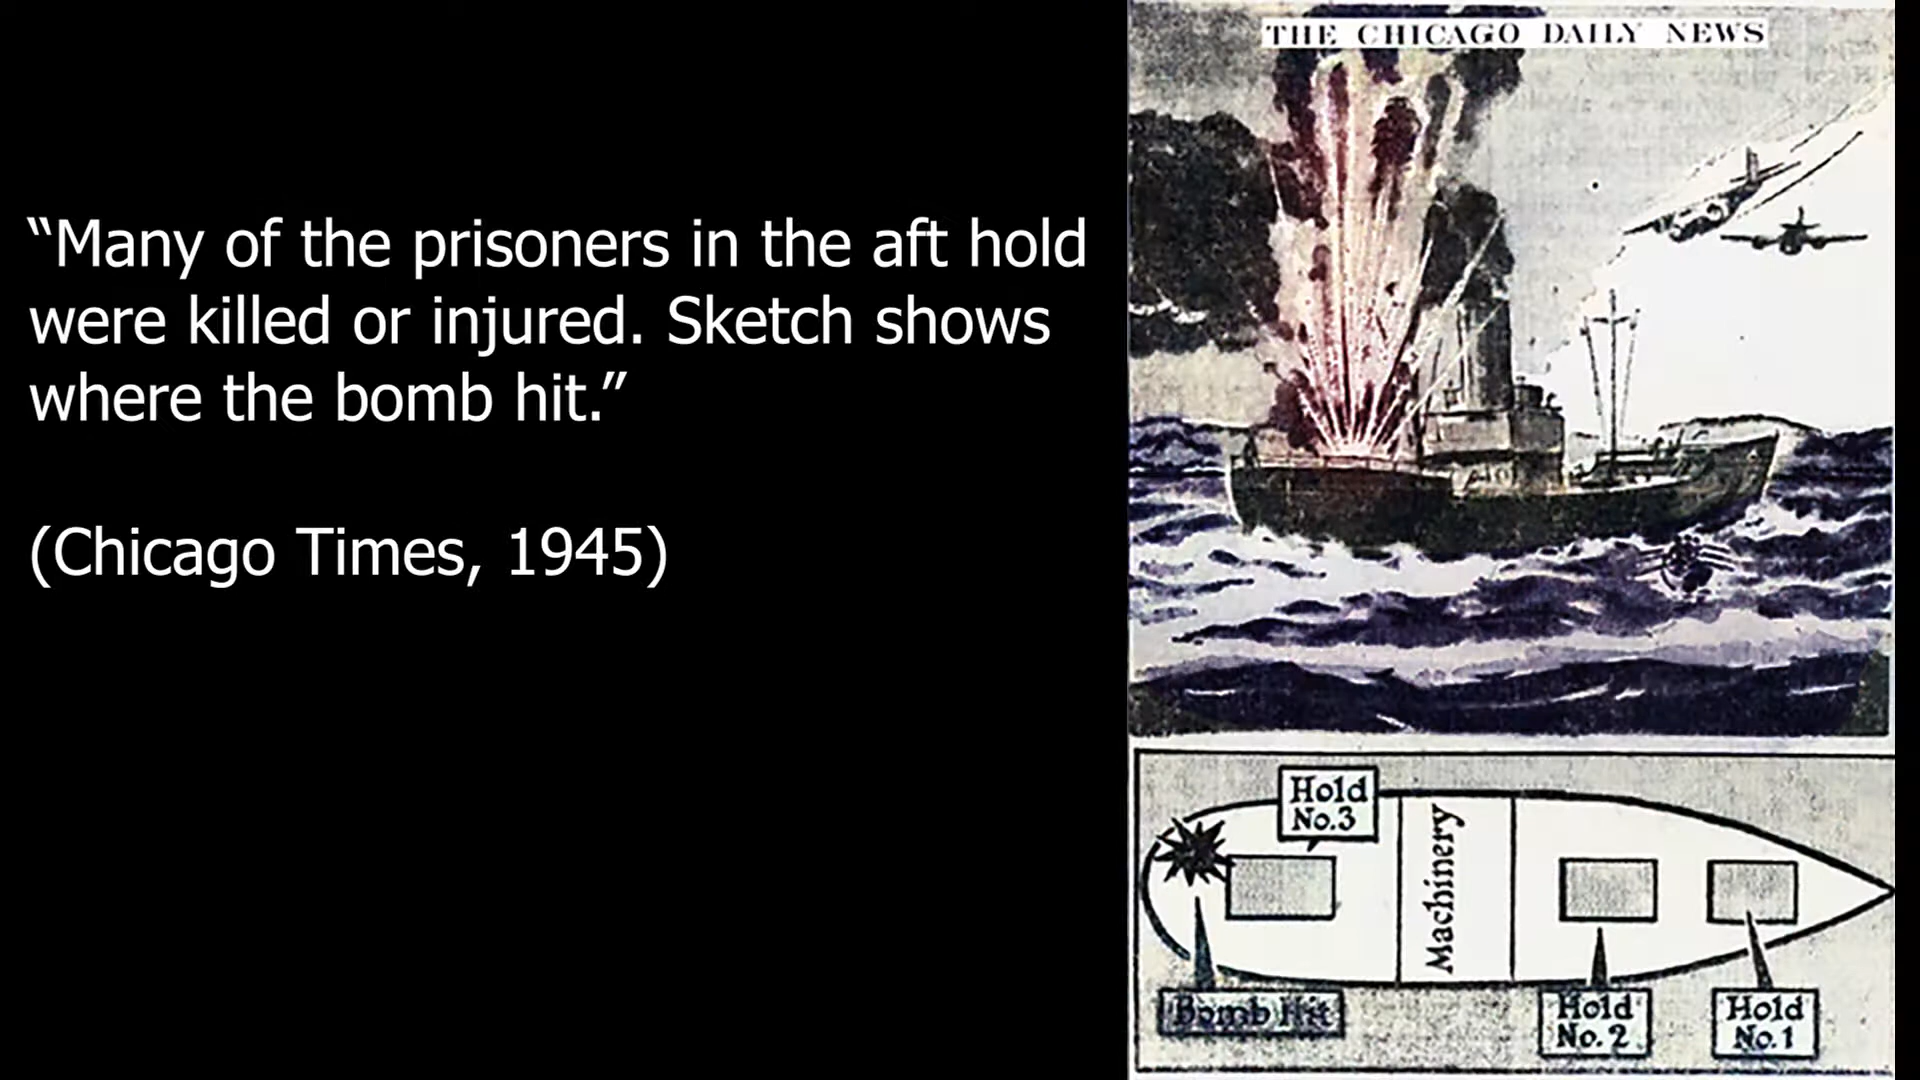 “Many of the prisoners in the aft hold
were killed or injured. Sketch shows
where the bomb hit.”
(Chicago Times, 1945)
THE CHICAGO DAILY NEWS
Hold
No.3
Machinery
Bomb Hit
Hold
No.2
Hold
No.1